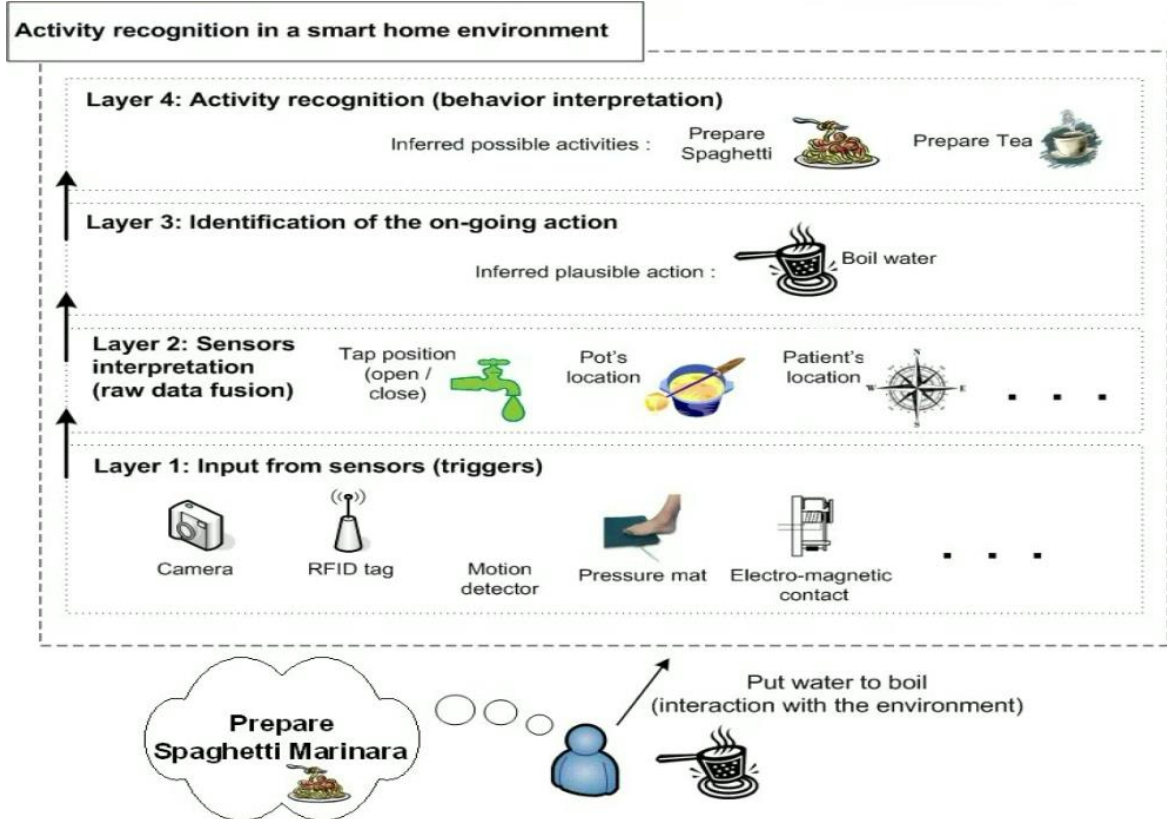 Activity recognition in a smart home environment
Layer 4: Activity recognition (behavior interpretation)
Inferred possible activities :
Prepare
Spaghetti
Prepare Tea
Layer 3: Identification of the on-going action
Inferred plausible action :
Boil water
Layer 2: Sensors
interpretation
(raw data fusion)
Tap position
(open /
close)
Pot's
location
Patient's
location
N
W
E
S
. . .
Layer 1: Input from sensors (triggers)
Camera
RFID tag
Motion
detector
Pressure mat
Electro-magnetic
contact
. . .
Prepare
Spaghetti Marinara
Put water to boil
(interaction with the environment)